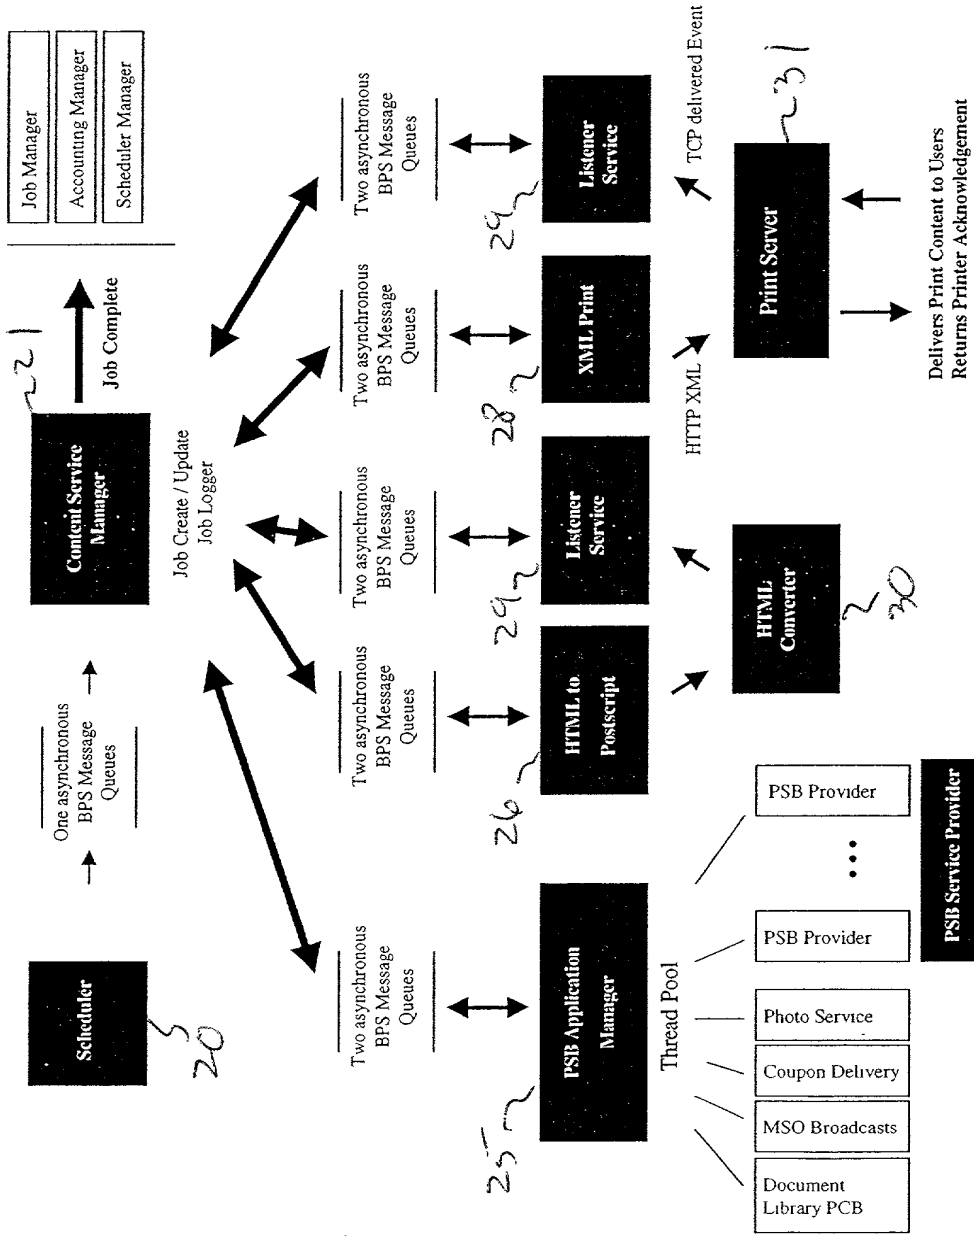 Scheduler
20
One asynchronous
BPS Message
Queues
Content Service
Manager
221
Job Complete
Job Manager
Accounting Manager
Scheduler Manager
Job Create / Update
Job Logger
Two asynchronous
BPS Message
Queues
Two asynchronous
BPS Message
Queues
Two asynchronous
BPS Message
Queues
Two asynchronous
BPS Message
Queues
Two asynchronous
BPS Message
Queues
25
PSB Application
Manager
26
HTML to
Postscript
29
Listener
Service
28
XML Print
29
Listener
Service
Thread Pool
HTTP XML
TCP delivered Event
Document
Library PCB
MSO Broadcasts
Coupon Delivery
Photo Service
PSB Provider
PSB Provider
PSB Service Provider
HTML
Converter
30
Print Server
31
Delivers Print Content to Users
Returns Printer Acknowledgement